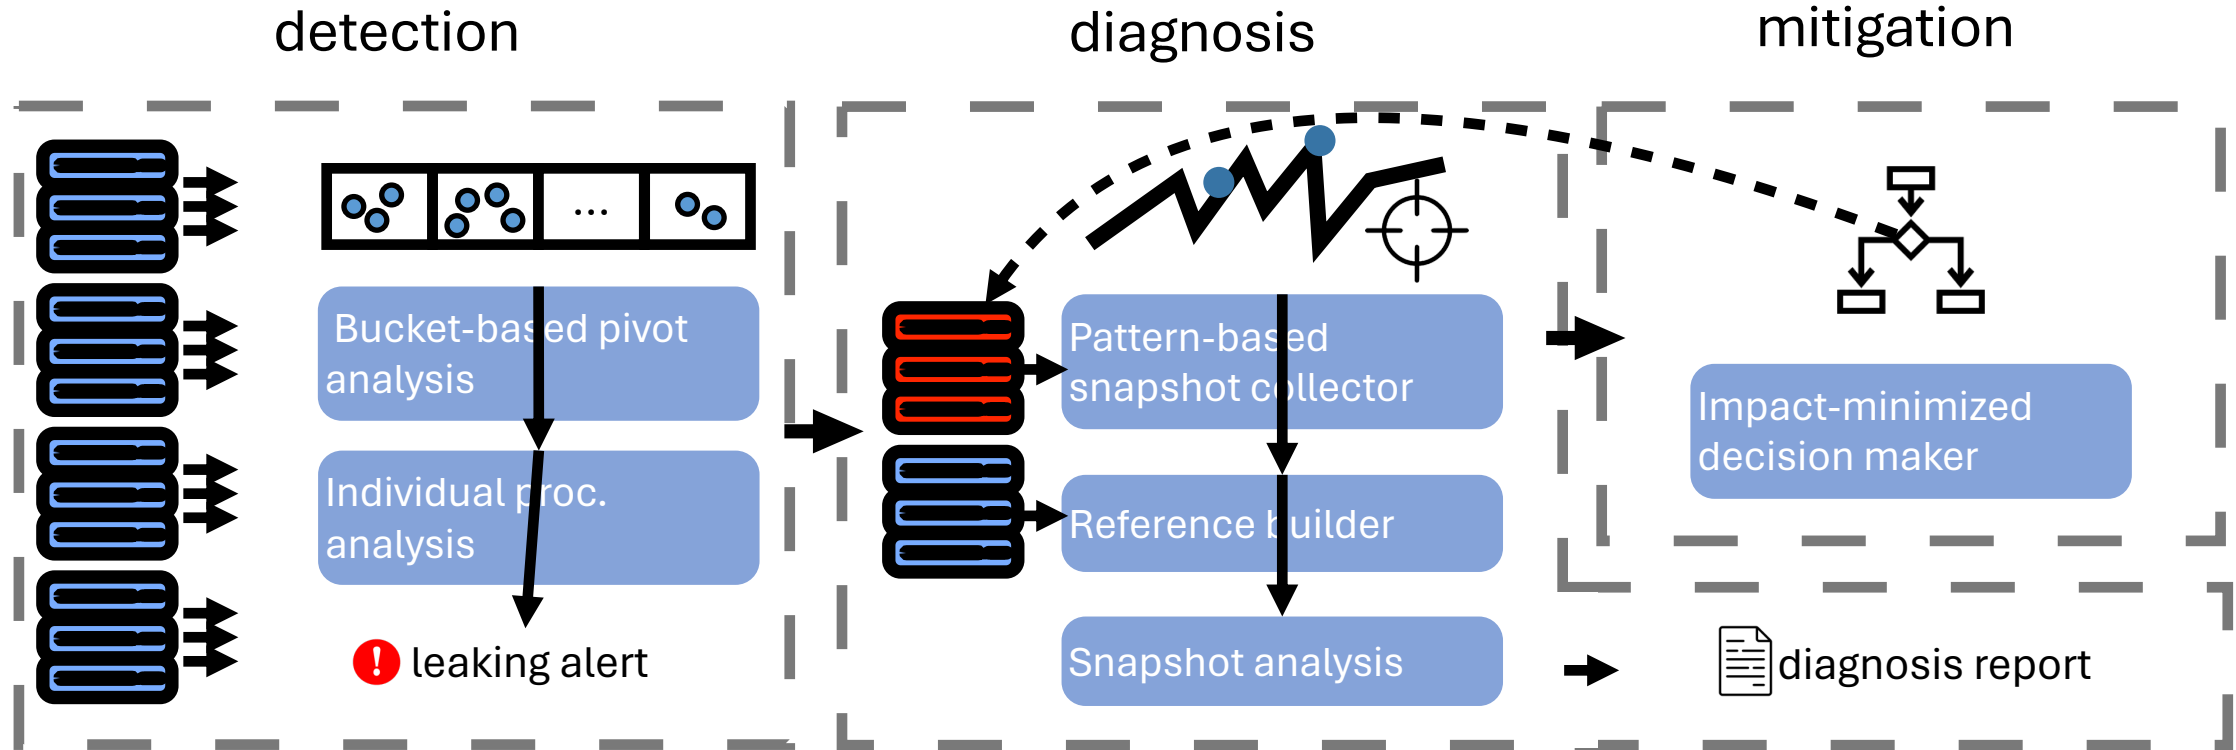 detection
diagnosis
mitigation
...
Bucket-based pivot
analysis
Individual proc.
analysis
! leaking alert
Pattern-based
snapshot collector
Reference builder
Snapshot analysis
Impact-minimized
decision maker
diagnosis report